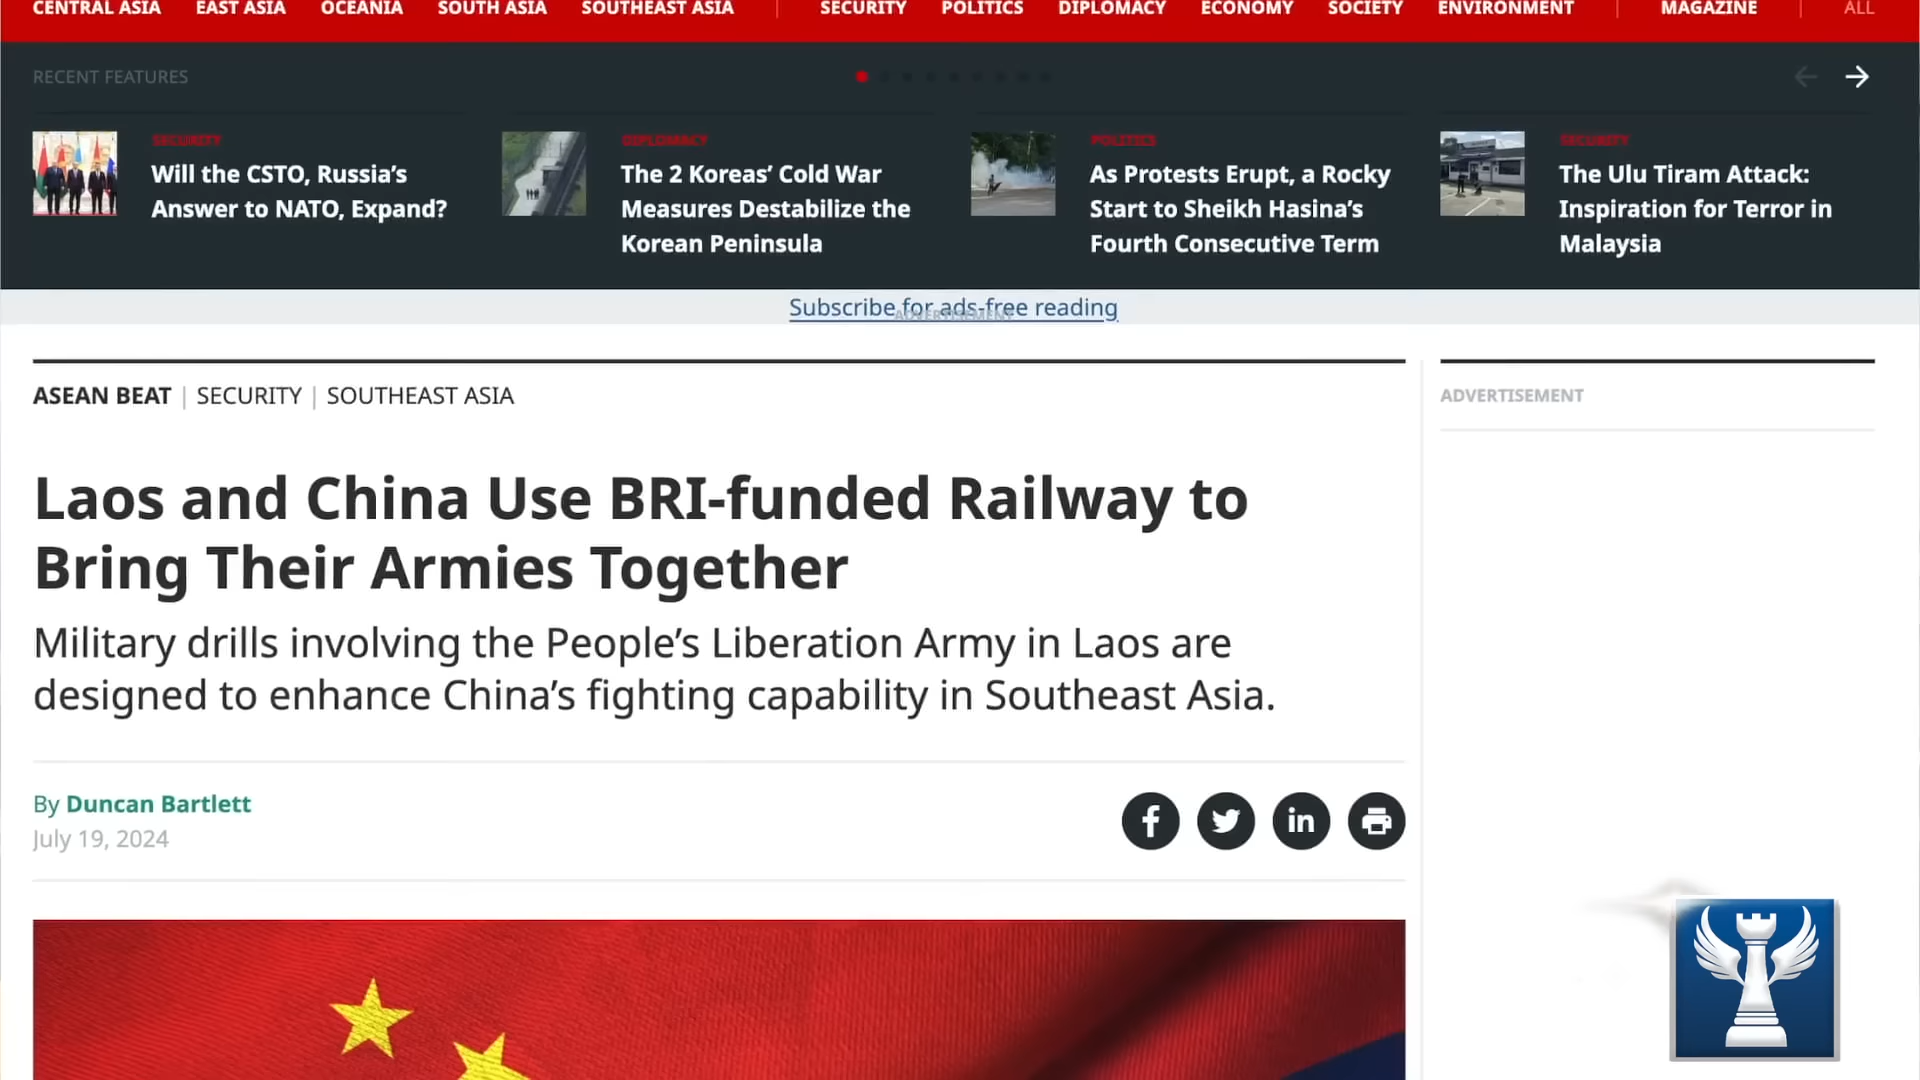 CENTRAL ASIA EAST ASIA OCEANIA SOUTH ASIA SOUTHEAST ASIA | SECURITY POLITICS DIPLOMACY ECONOMY SOCIETY ENVIRONMENT | MAGAZINE | ALL
RECENT FEATURES
SECURITY
Will the CSTO, Russia’s
Answer to NATO, Expand?
DIPLOMACY
The 2 Koreas’ Cold War
Measures Destabilize the
Korean Peninsula
POLITICS
As Protests Erupt, a Rocky
Start to Sheikh Hasina’s
Fourth Consecutive Term
SECURITY
The Ulu Tiram Attack:
Inspiration for Terror in
Malaysia
Subscribe for ads-free reading
ADVERTISEMENT
ASEAN BEAT | SECURITY | SOUTHEAST ASIA
ADVERTISEMENT
Laos and China Use BRI-funded Railway to
Bring Their Armies Together
Military drills involving the People’s Liberation Army in Laos are
designed to enhance China’s fighting capability in Southeast Asia.
By Duncan Bartlett
July 19, 2024